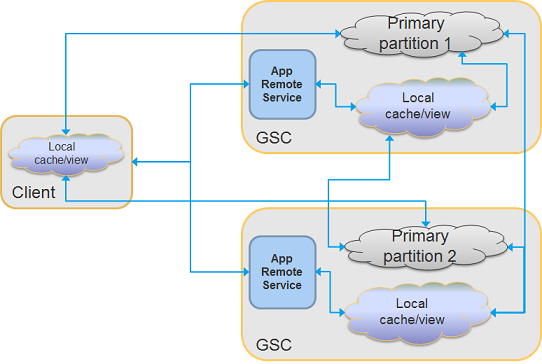 Primary
partition 1
App
Remote
Service
Local
cache/view
GSC
Local
cache/view
Client
Primary
partition 2
App
Remote
Service
Local
cache/view
GSC